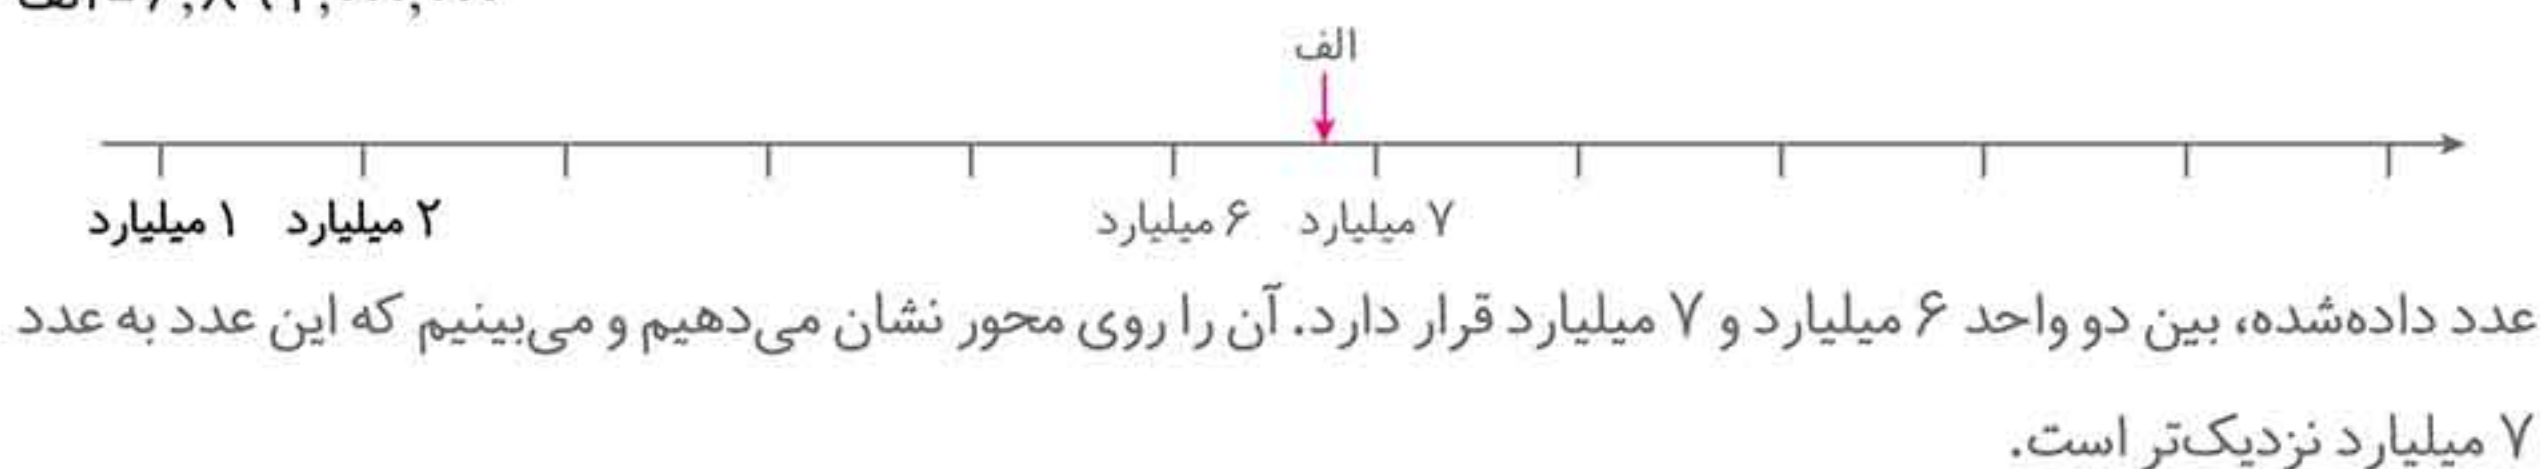 الف
۱ میلیارد ۲ میلیارد ۶ میلیارد ۷ میلیارد
عدد داده‌شده، بین دو واحد ۶ میلیارد و ۷ میلیارد قرار دارد. آن را روی محور نشان می‌دهیم و می‌بینیم که این عدد به عدد
۷ میلیارد نزدیک‌تر است.